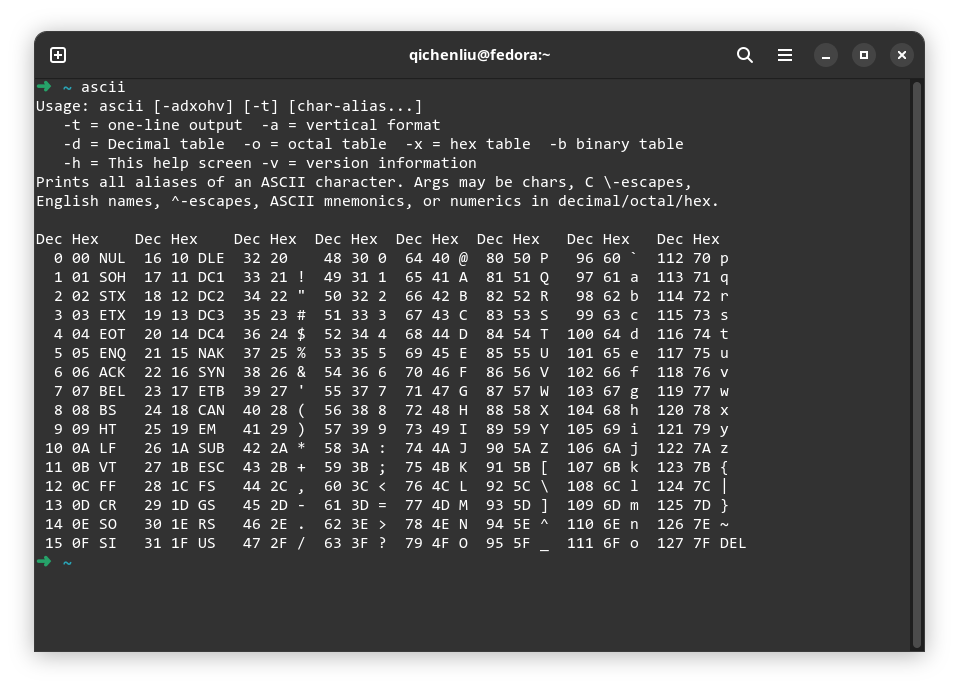 qichenliu@fedora:~
➜ ~ ascii
Usage: ascii [-adxohv] [-t] [char-alias...]
   -t = one-line output  -a = vertical format
   -d = Decimal table  -o = octal table  -x = hex table  -b binary table
   -h = This help screen -v = version information
Prints all aliases of an ASCII character. Args may be chars, C \-escapes,
English names, ^-escapes, ASCII mnemonics, or numerics in decimal/octal/hex.

Dec Hex    Dec Hex    Dec Hex  Dec Hex  Dec Hex  Dec Hex   Dec Hex   Dec Hex
  0 00 NUL  16 10 DLE  32 20    48 30 0  64 40 @  80 50 P   96 60 `  112 70 p
  1 01 SOH  17 11 DC1  33 21 !  49 31 1  65 41 A  81 51 Q   97 61 a  113 71 q
  2 02 STX  18 12 DC2  34 22 "  50 32 2  66 42 B  82 52 R   98 62 b  114 72 r
  3 03 ETX  19 13 DC3  35 23 #  51 33 3  67 43 C  83 53 S   99 63 c  115 73 s
  4 04 EOT  20 14 DC4  36 24 $  52 34 4  68 44 D  84 54 T  100 64 d  116 74 t
  5 05 ENQ  21 15 NAK  37 25 %  53 35 5  69 45 E  85 55 U  101 65 e  117 75 u
  6 06 ACK  22 16 SYN  38 26 &  54 36 6  70 46 F  86 56 V  102 66 f  118 76 v
  7 07 BEL  23 17 ETB  39 27 '  55 37 7  71 47 G  87 57 W  103 67 g  119 77 w
  8 08 BS   24 18 CAN  40 28 (  56 38 8  72 48 H  88 58 X  104 68 h  120 78 x
  9 09 HT   25 19 EM   41 29 )  57 39 9  73 49 I  89 59 Y  105 69 i  121 79 y
 10 0A LF   26 1A SUB  42 2A *  58 3A :  74 4A J  90 5A Z  106 6A j  122 7A z
 11 0B VT   27 1B ESC  43 2B +  59 3B ;  75 4B K  91 5B [  107 6B k  123 7B {
 12 0C FF   28 1C FS   44 2C ,  60 3C <  76 4C L  92 5C \  108 6C l  124 7C |
 13 0D CR   29 1D GS   45 2D -  61 3D =  77 4D M  93 5D ]  109 6D m  125 7D }
 14 0E SO   30 1E RS   46 2E .  62 3E >  78 4E N  94 5E ^  110 6E n  126 7E ~
 15 0F SI   31 1F US   47 2F /  63 3F ?  79 4F O  95 5F _  111 6F o  127 7F DEL
➜ ~